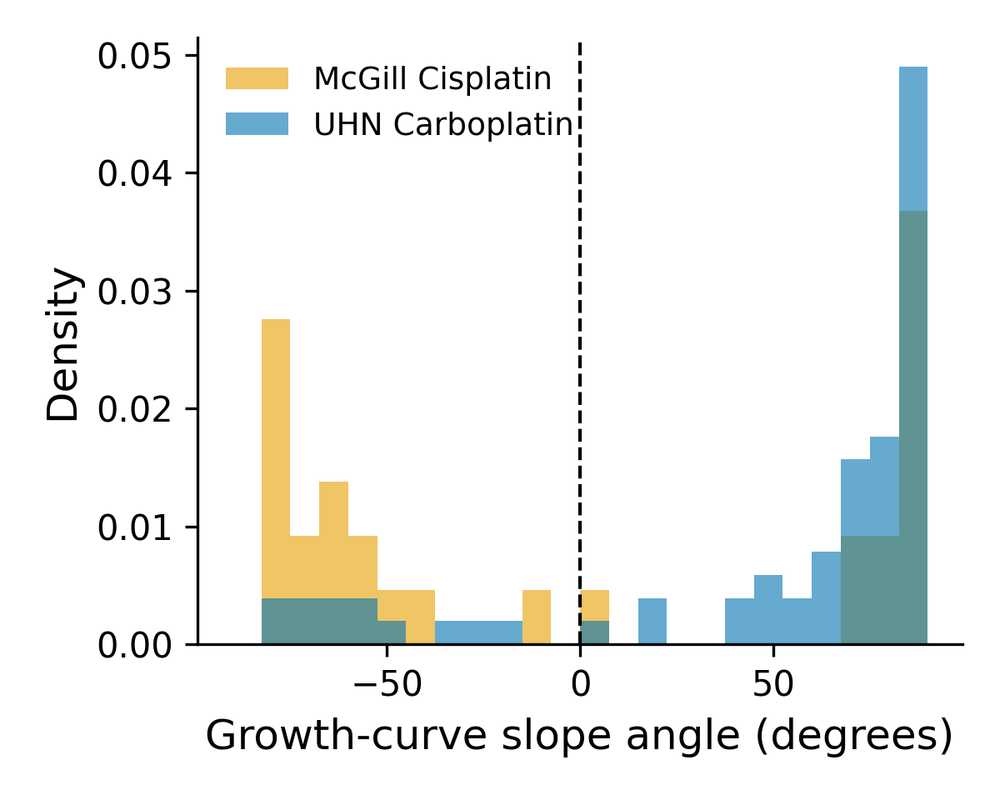 McGill Cisplatin
UHN Carboplatin
0.05
0.04
0.03
0.02
0.01
0.00
Density
−50 0 50
Growth-curve slope angle (degrees)